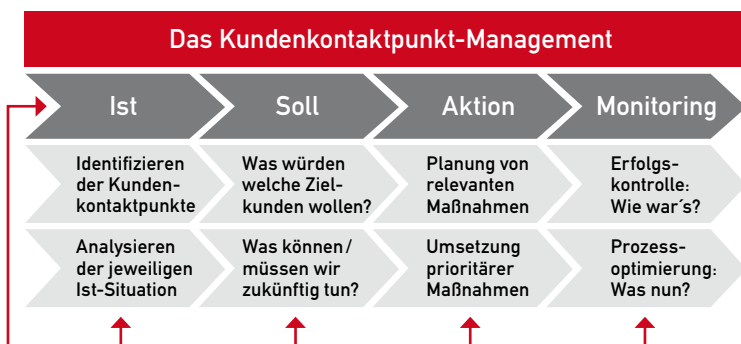 Das Kundenkontaktpunkt-Management
Ist
Soll
Aktion
Monitoring
Identifizieren
der Kunden-
kontaktpunkte
Was würden
welche Ziel-
kunden wollen?
Planung von
relevanten
Maßnahmen
Erfolgs-
kontrolle:
Wie war´s?
Analysieren
der jeweiligen
Ist-Situation
Was können/
müssen wir
zukünftig tun?
Umsetzung
prioritärer
Maßnahmen
Prozess-
optimierung:
Was nun?